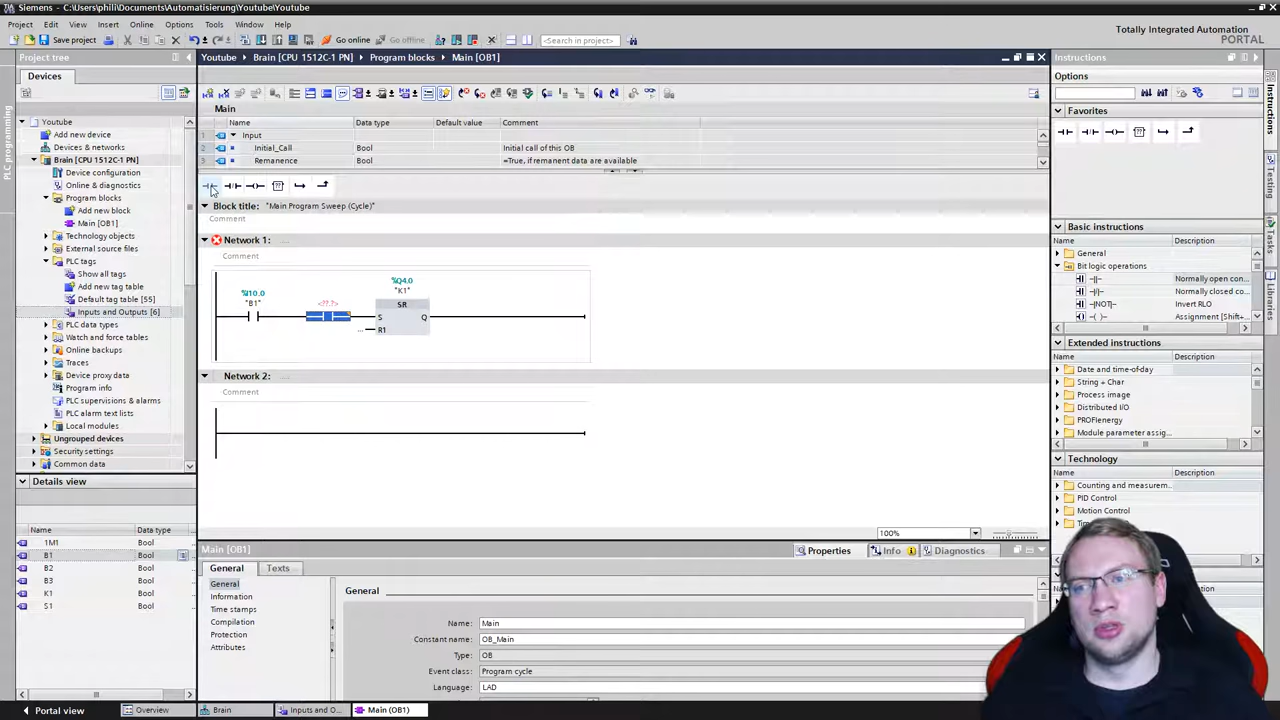 Siemens - C:\Users\phili\Documents\Automatisierung\Youtube\Youtube
Project Edit View Insert Online Options Tools Window Help
Totally Integrated Automation
PORTAL
Save project
Go online
Go offline
<Search in project>
Project tree
Devices
PLC programming
Youtube
Add new device
Devices & networks
Brain [CPU 1512C-1 PN]
Device configuration
Online & diagnostics
Program blocks
Add new block
Main [OB1]
Technology objects
External source files
PLC tags
Show all tags
Add new tag table
Default tag table [55]
Inputs and Outputs [6]
PLC data types
Watch and force tables
Online backups
Traces
Device proxy data
Program info
PLC supervisions & alarms
PLC alarm text lists
Local modules
Ungrouped devices
Security settings
Common data
Details view
Name Data type
1M1 Bool
B1 Bool
B2 Bool
B3 Bool
K1 Bool
S1 Bool
Youtube Brain [CPU 1512C-1 PN] Program blocks Main [OB1]
Main
Name Data type Default value Comment
1 Input
2 Initial_Call Bool Initial call of this OB
3 Remanence Bool =True, if remanent data are available
Block title: "Main Program Sweep (Cycle)"
Comment
Network 1: ....
Comment
%I10.0
"B1"
<??.?>
%Q4.0
"K1"
SR
S Q
... R1
Network 2: ....
Comment
100%
Main [OB1]
Properties Info Diagnostics
General Texts
General
Information
Time stamps
Compilation
Protection
Attributes
General
Name: Main
Constant name: OB_Main
Type: OB
Event class: Program cycle
Language: LAD
Instructions
Options
Favorites
Basic instructions
Name Description
General
Bit logic operations
-||- Normally open con..
-|/|- Normally closed co..
-|NOT|- Invert RLO
-( )- Assignment [Shift+..
Extended instructions
Name Description
Date and time-of-day
String + Char
Process image
Distributed I/O
PROFIenergy
Module parameter assig..
Technology
Name Description
Counting and measurem..
PID Control
Motion Control
Instructions
Testing
Tasks
Libraries
Portal view Overview Brain Inputs and O... Main (OB1)